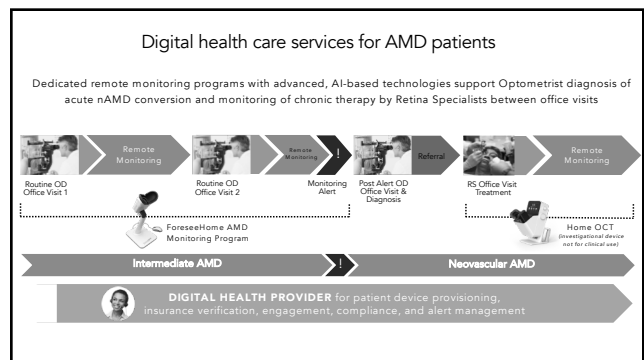 Digital health care services for AMD patients
Dedicated remote monitoring programs with advanced, AI-based technologies support Optometrist diagnosis of
acute nAMD conversion and monitoring of chronic therapy by Retina Specialists between office visits
Remote
Monitoring
Remote
Monitoring
!
Referral
Remote
Monitoring
Routine OD
Office Visit 1
Routine OD
Office Visit 2
Monitoring
Alert
Post Alert OD
Office Visit &
Diagnosis
RS Office Visit
Treatment
ForeseeHome AMD
Monitoring Program
Home OCT
(Investigational device
not for clinical use)
Intermediate AMD
!
Neovascular AMD
DIGITAL HEALTH PROVIDER for patient device provisioning,
insurance verification, engagement, compliance, and alert management